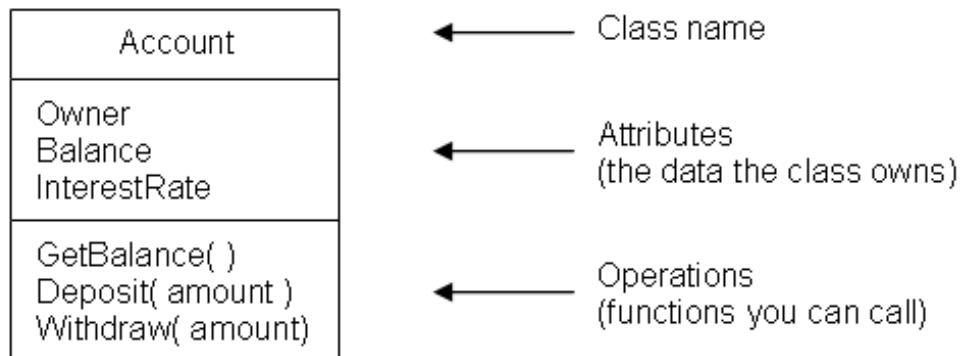 Account
Class name
Owner
Balance
InterestRate
Attributes
(the data the class owns)
GetBalance( )
Deposit( amount )
Withdraw( amount)
Operations
(functions you can call)